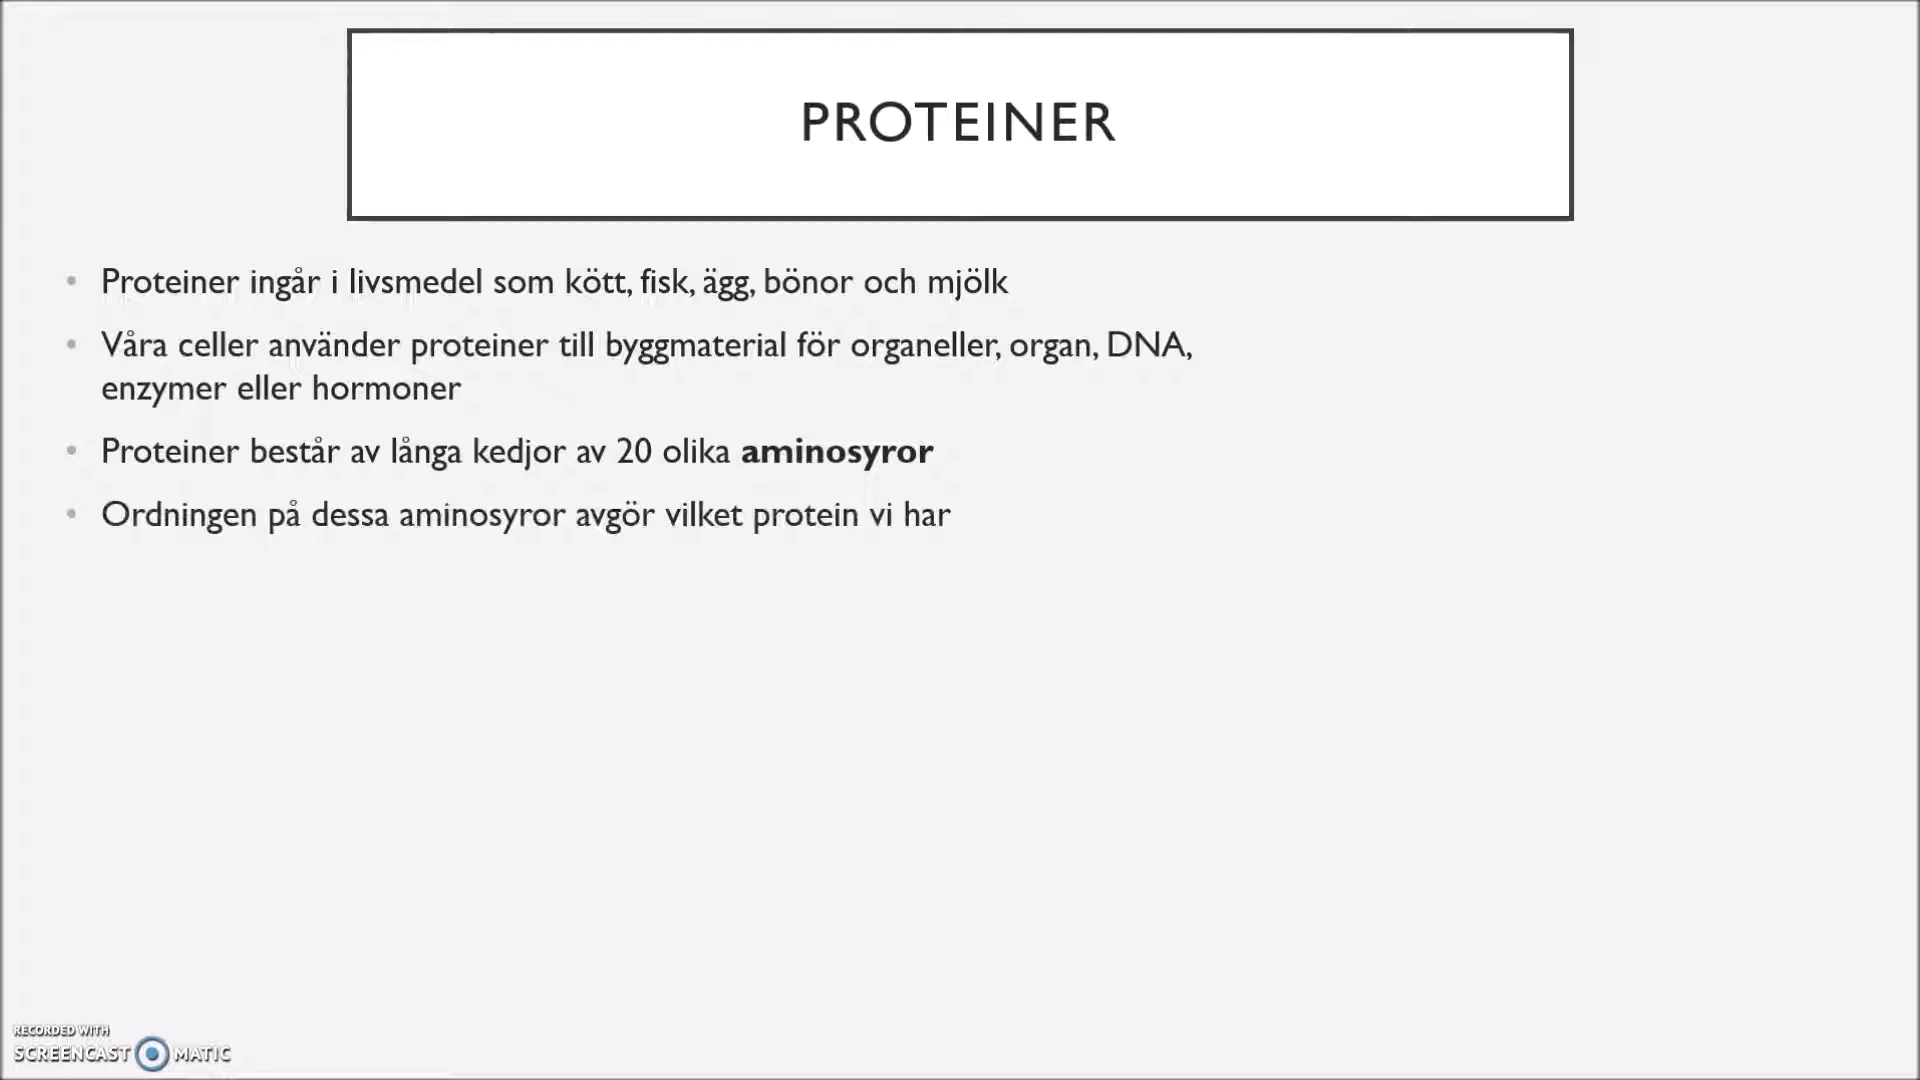 PROTEINER
• Proteiner ingår i livsmedel som kött, fisk, ägg, bönor och mjölk
• Våra celler använder proteiner till byggmaterial för organeller, organ, DNA,
enzymer eller hormoner
• Proteiner består av långa kedjor av 20 olika aminosyror
• Ordningen på dessa aminosyror avgör vilket protein vi har
RECORDED WITH
SCREENCAST MATIC